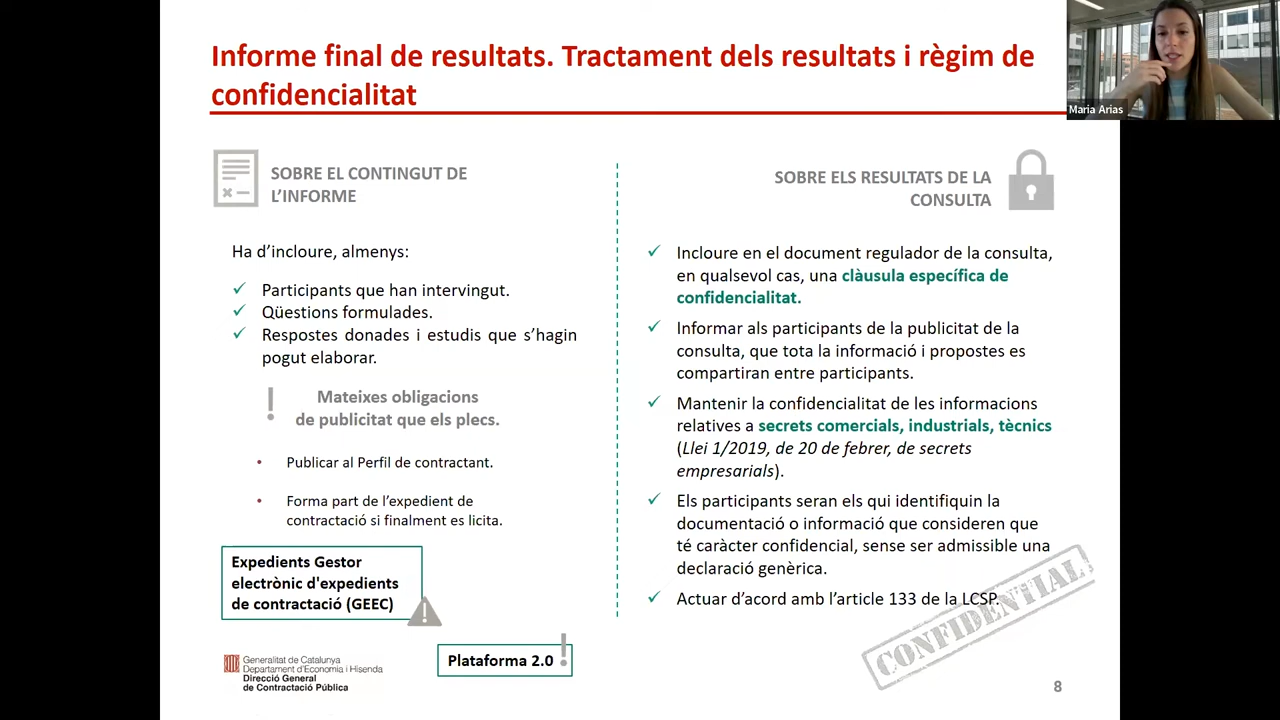 Informe final de resultats. Tractament dels resultats i règim de
confidencialitat
Maria Arias
SOBRE EL CONTINGUT DE
L’INFORME
Ha d’incloure, almenys:
Participants que han intervingut.
Qüestions formulades.
Respostes donades i estudis que s’hagin
pogut elaborar.
! Mateixes obligacions
de publicitat que els plecs.
• Publicar al Perfil de contractant.
• Forma part de l’expedient de
contractació si finalment es licita.
Expedients Gestor
electrònic d'expedients
de contractació (GEEC)
Plataforma 2.0 !
SOBRE ELS RESULTATS DE LA
CONSULTA
Incloure en el document regulador de la consulta,
en qualsevol cas, una clàusula específica de
confidencialitat.
Informar als participants de la publicitat de la
consulta, que tota la informació i propostes es
compartiran entre participants.
Mantenir la confidencialitat de les informacions
relatives a secrets comercials, industrials, tècnics
(Llei 1/2019, de 20 de febrer, de secrets
empresarials).
Els participants seran els qui identifiquin la
documentació o informació que consideren que
té caràcter confidencial, sense ser admissible una
declaració genèrica.
Actuar d’acord amb l’article 133 de la LCSP.
CONFIDENTIAL
Generalitat de Catalunya
Departament d'Economia i Hisenda
Direcció General
de Contractació Pública
8